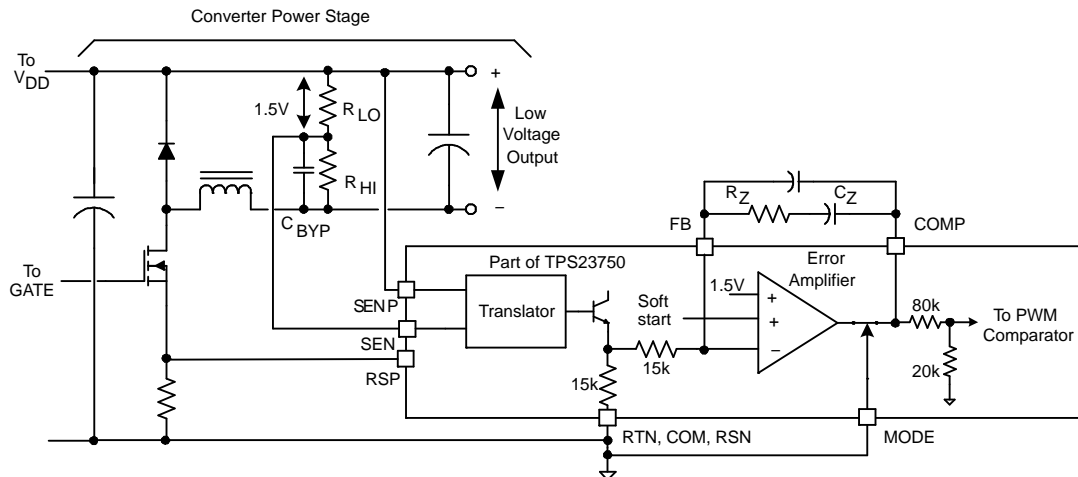 Converter Power Stage
To
VDD
1.5V
RLO
+
Low
Voltage
Output
RHI
−
CBYP
RZ
CZ
FB
COMP
To
GATE
Part of TPS23750
Error
Amplifier
SENP
Translator
Soft
start
1.5V
+
+
−
80k
To PWM
Comparator
SEN
RSP
15k
15k
20k
RTN, COM, RSN
MODE